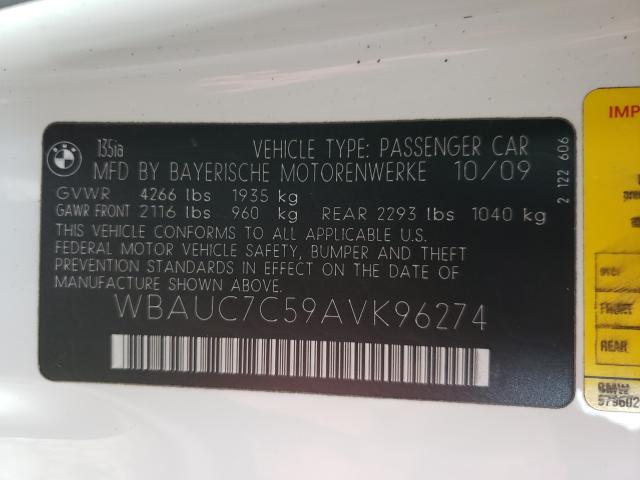 BMW
135ia VEHICLE TYPE: PASSENGER CAR
MFD BY BAYERISCHE MOTORENWERKE 10/09
GVWR 4266 lbs 1935 kg
GAWR FRONT 2116 lbs 960 kg REAR 2293 lbs 1040 kg
THIS VEHICLE CONFORMS TO ALL APPLICABLE U.S.
FEDERAL MOTOR VEHICLE SAFETY, BUMPER AND THEFT
PREVENTION STANDARDS IN EFFECT ON THE DATE OF
MANUFACTURE SHOWN ABOVE.
WBAUC7C59AVK96274
2 122 606
IMP
FRONT
REAR
BMW